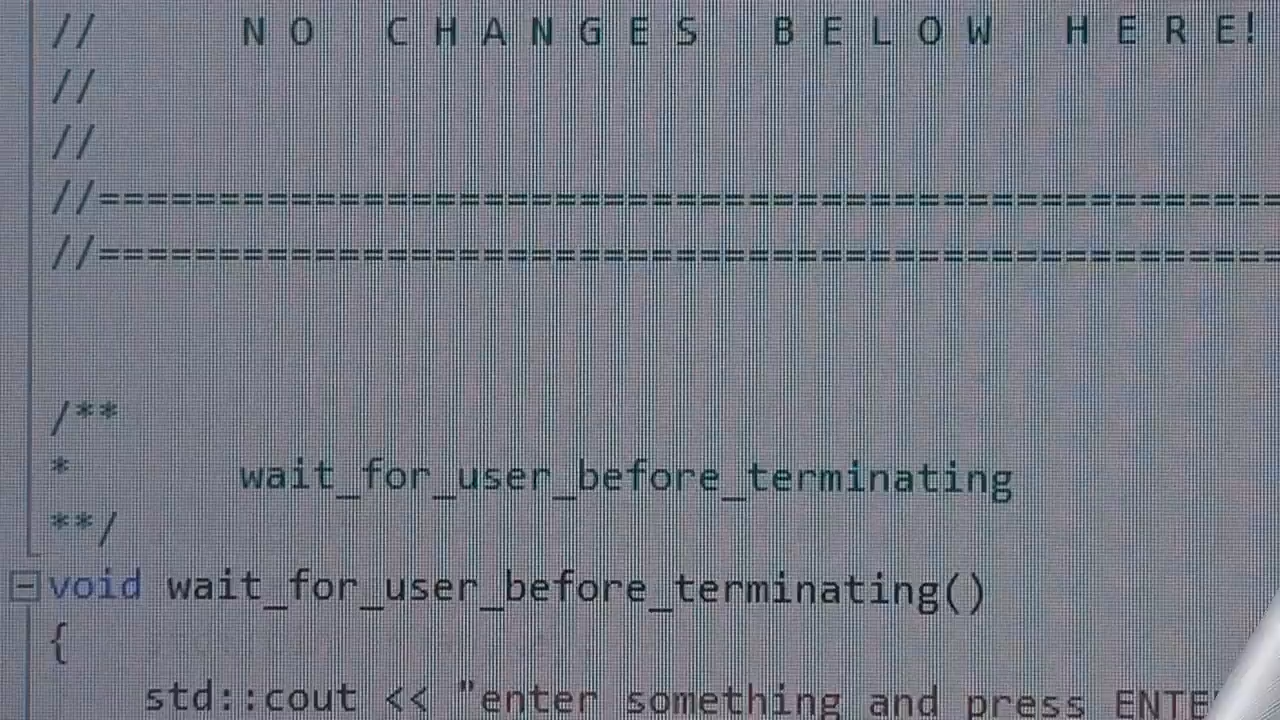 // N O  C H A N G E S  B E L O W  H E R E!
//
//
//=================================================
//=================================================
/**
* wait_for_user_before_terminating
**/
void wait_for_user_before_terminating()
{
std::cout << "enter something and press